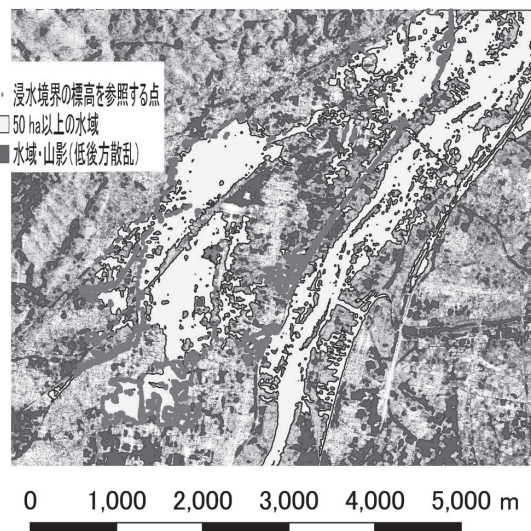 浸水境界の標高を参照する点
50 ha以上の水域
水域・山影(低後方散乱)
0 1,000 2,000 3,000 4,000 5,000 m